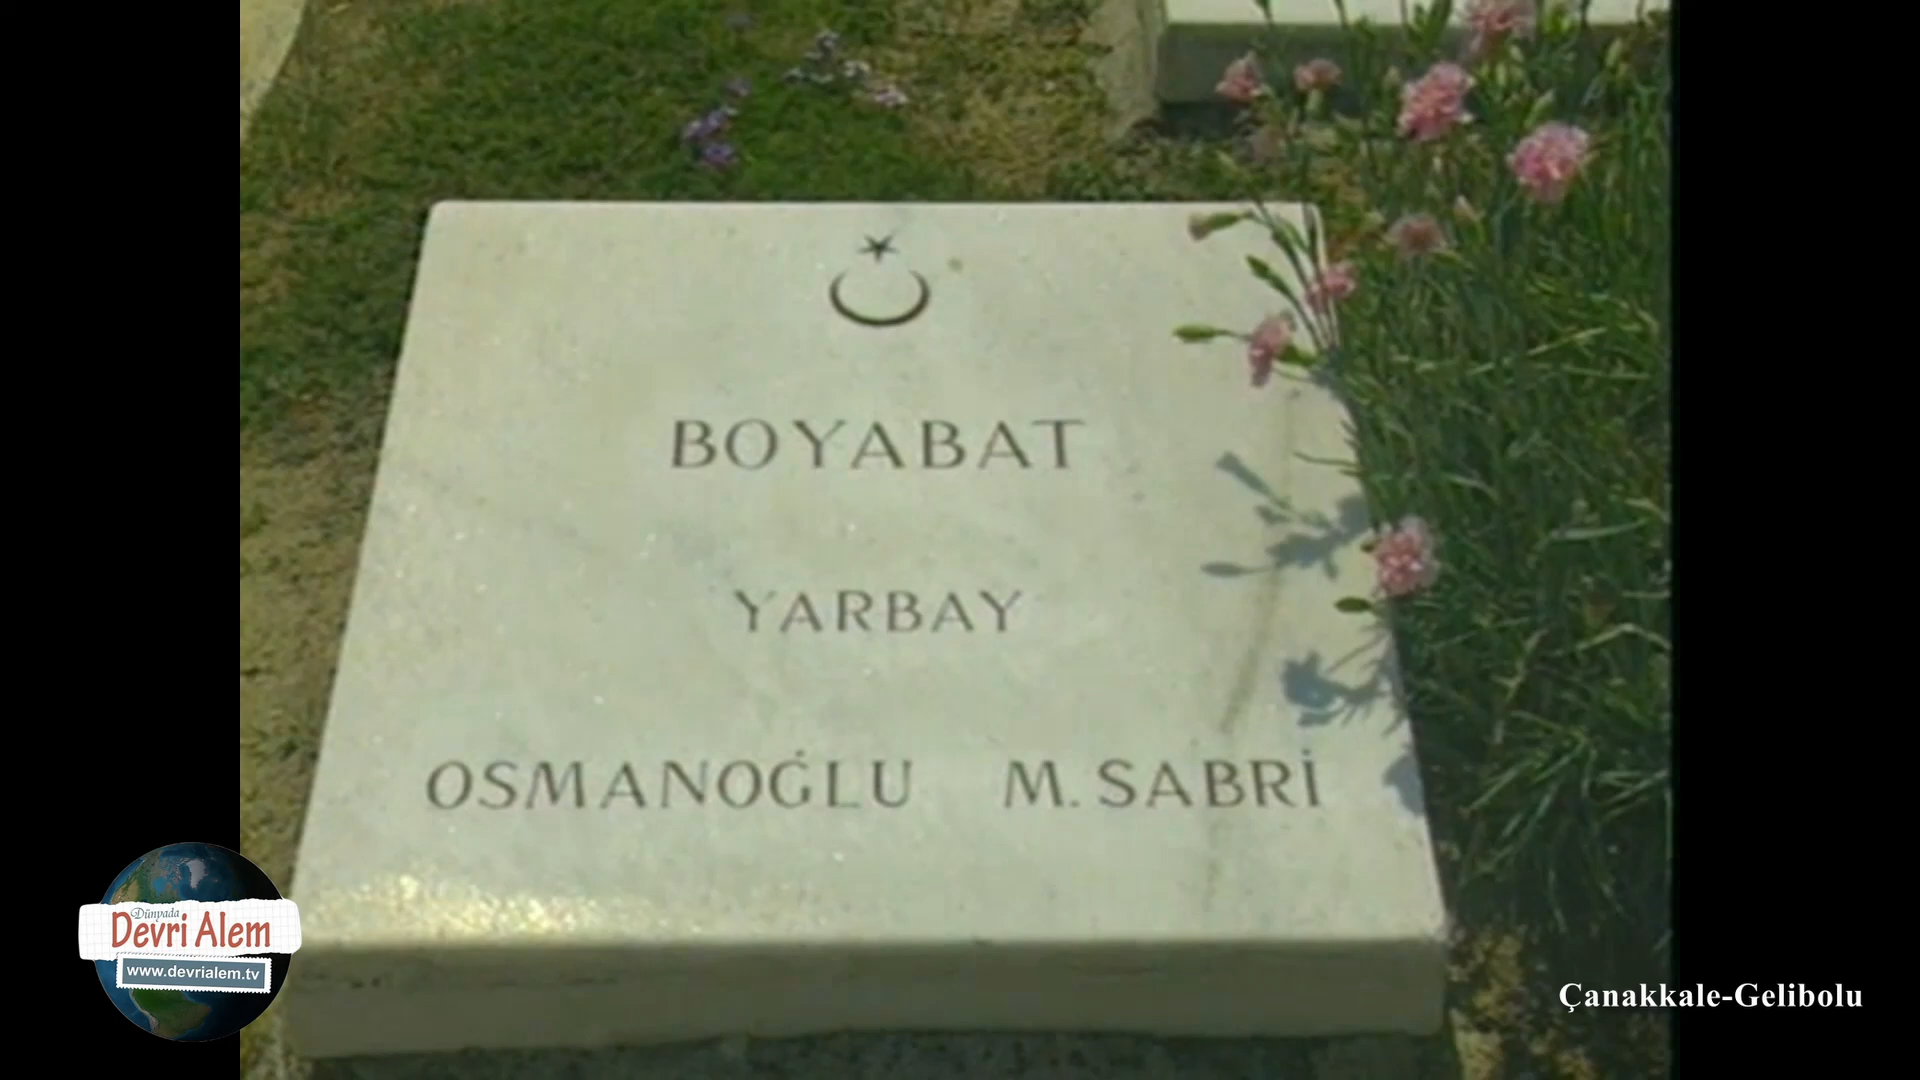 BOYABAT
YARBAY
OSMANOĞLU M. SABRİ
Dünyada
Devri Alem
www.devrialem.tv
Çanakkale-Gelibolu